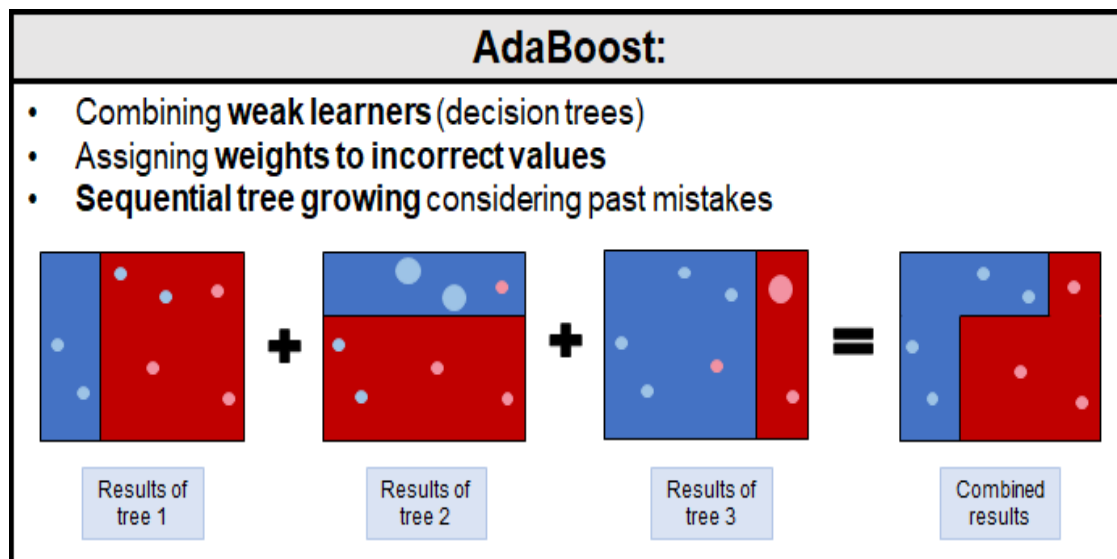 AdaBoost:
• Combining weak learners (decision trees)
• Assigning weights to incorrect values
• Sequential tree growing considering past mistakes
Results of
tree 1
Results of
tree 2
Results of
tree 3
Combined
results